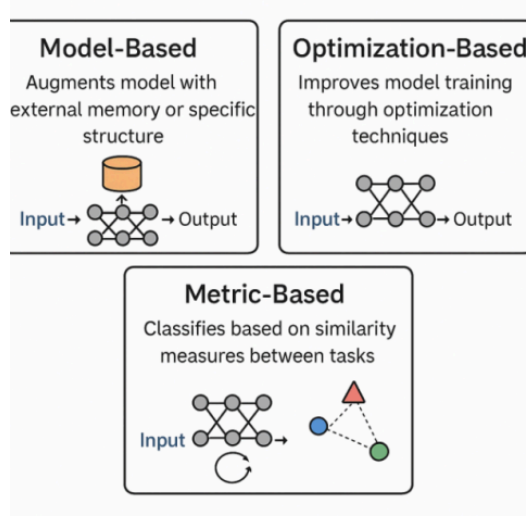 Model-Based
Augments model with
external memory or specific
structure
Input → Output
Optimization-Based
Improves model training
through optimization
techniques
Input → Output
Metric-Based
Classifies based on similarity
measures between tasks
Input →